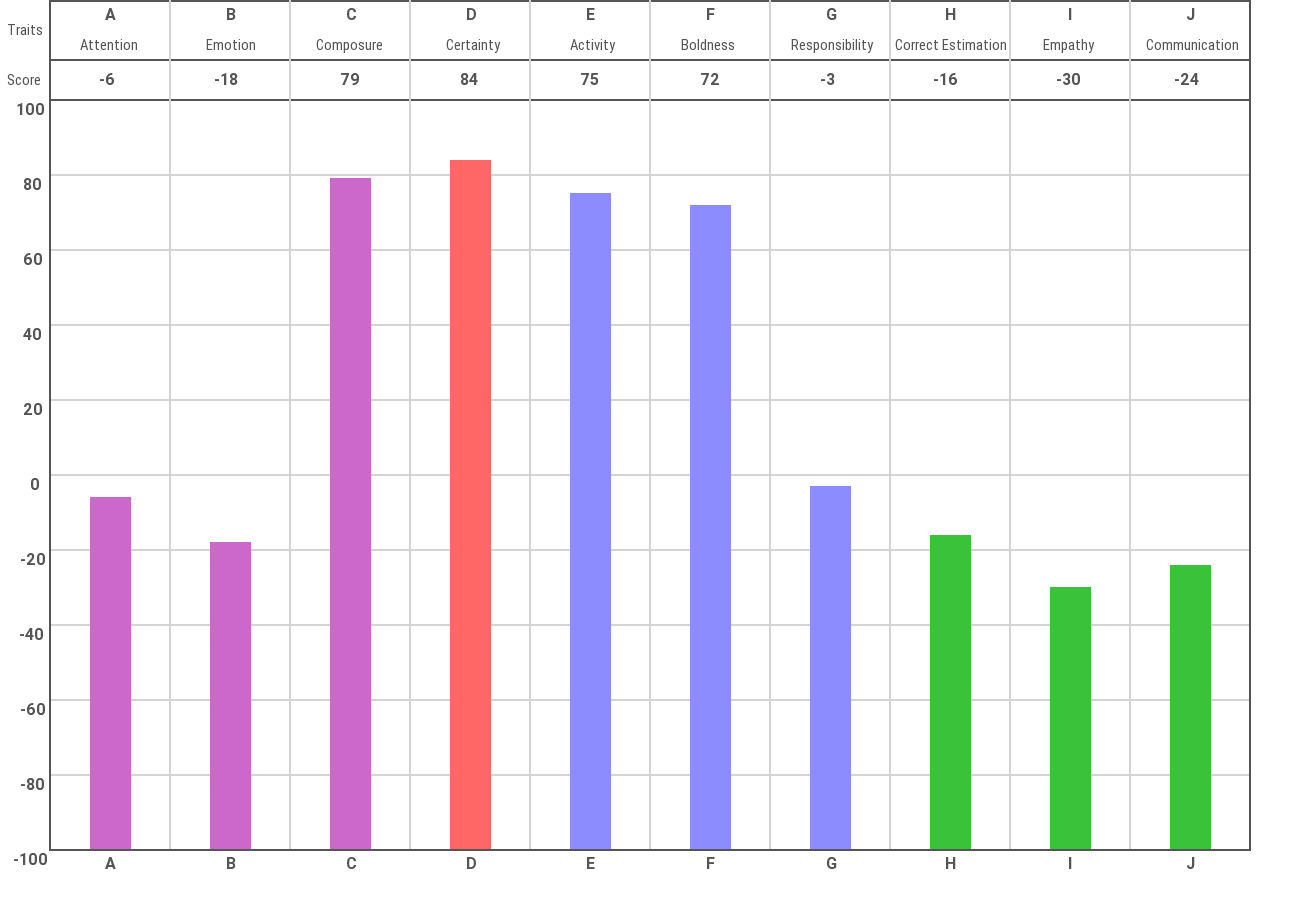 Traits A B C D E F G H I J
Attention Emotion Composure Certainty Activity Boldness Responsibility Correct Estimation Empathy Communication
Score -6 -18 79 84 75 72 -3 -16 -30 -24
100
80
60
40
20
0
-20
-40
-60
-80
-100
A B C D E F G H I J